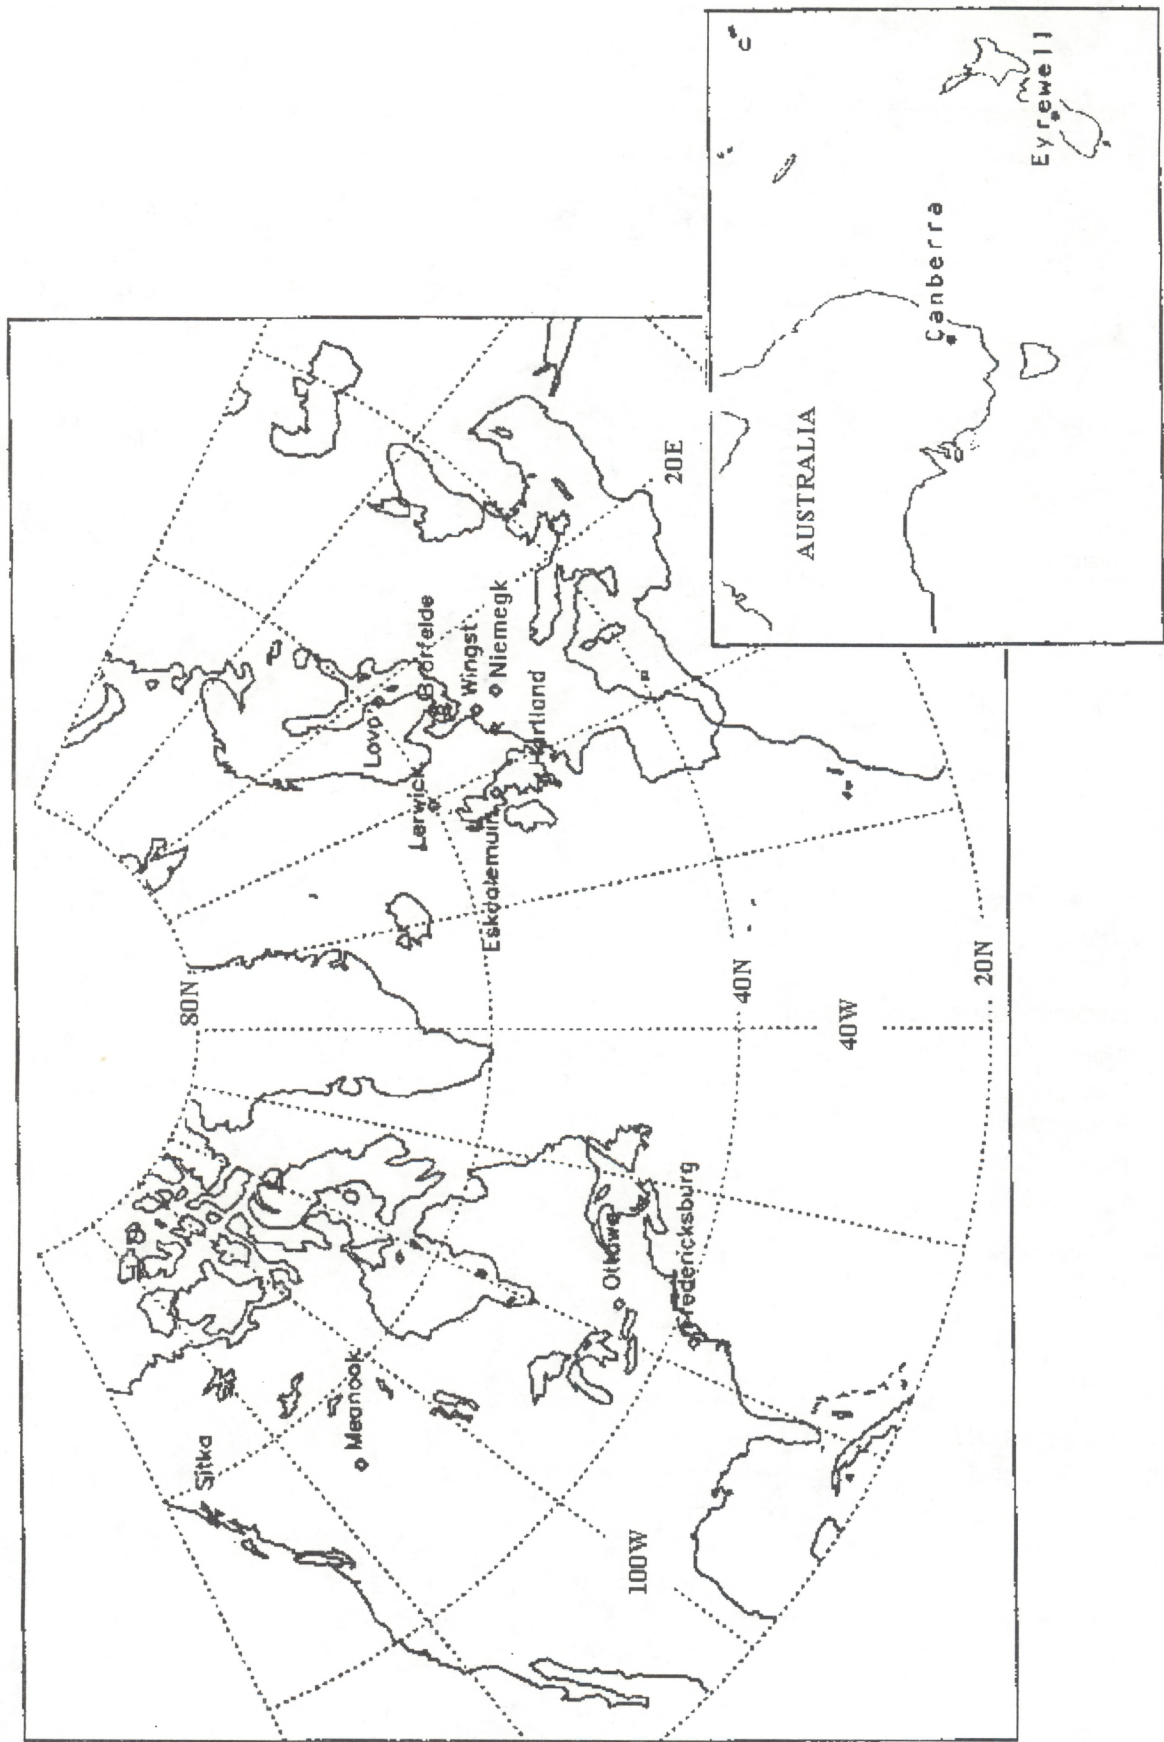 Sitka
Meanook
Ottawa
Fredericksburg
Lerwick
Eskdalemuir
Lovo
Brorfelde
Wingst
Niemegk
Hartland
80N
40N
20N
100W
40W
20E
AUSTRALIA
Canberra
Eyrewell